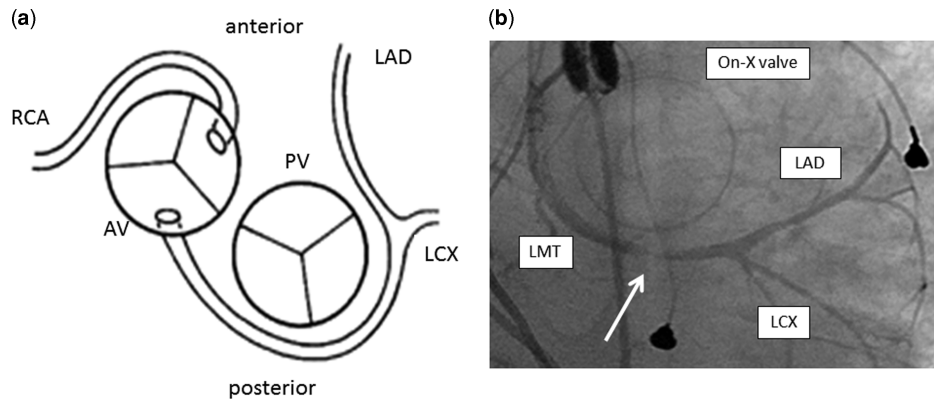 (a)
anterior
LAD
RCA
PV
AV
LCX
posterior
(b)
On-X valve
LAD
LMT
LCX